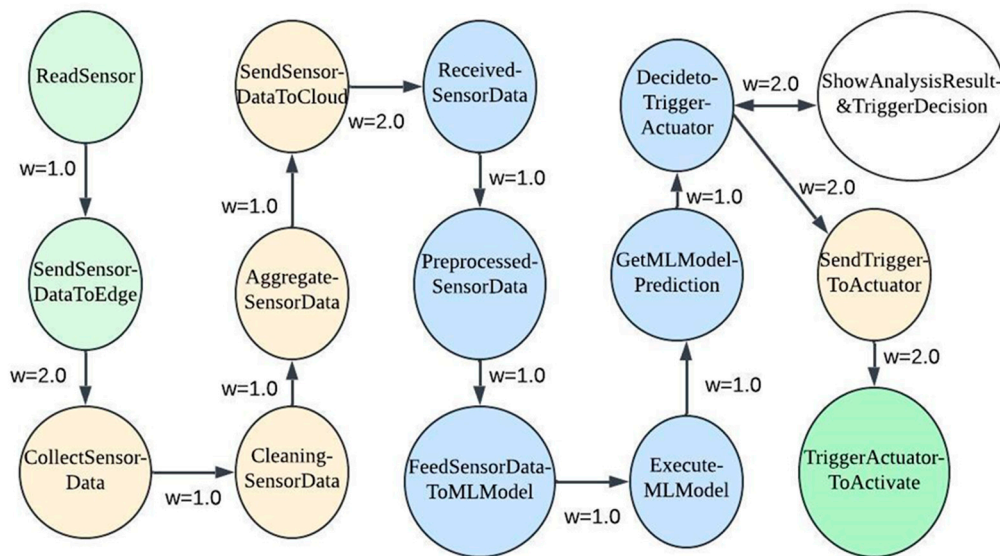 ReadSensor
w=1.0
SendSensor-
DataToEdge
w=2.0
CollectSensor-
Data
w=1.0
Cleaning-
SensorData
w=1.0
Aggregate-
SensorData
w=1.0
SendSensor-
DataToCloud
w=2.0
Received-
SensorData
w=1.0
Preprocessed-
SensorData
w=1.0
FeedSensorData-
ToMLModel
w=1.0
Execute-
MLModel
w=1.0
GetMLModel-
Prediction
w=1.0
Decideto-
Trigger-
Actuator
w=2.0
ShowAnalysisResult-
&TriggerDecision
w=2.0
SendTrigger-
ToActuator
w=2.0
TriggerActuator-
ToActivate